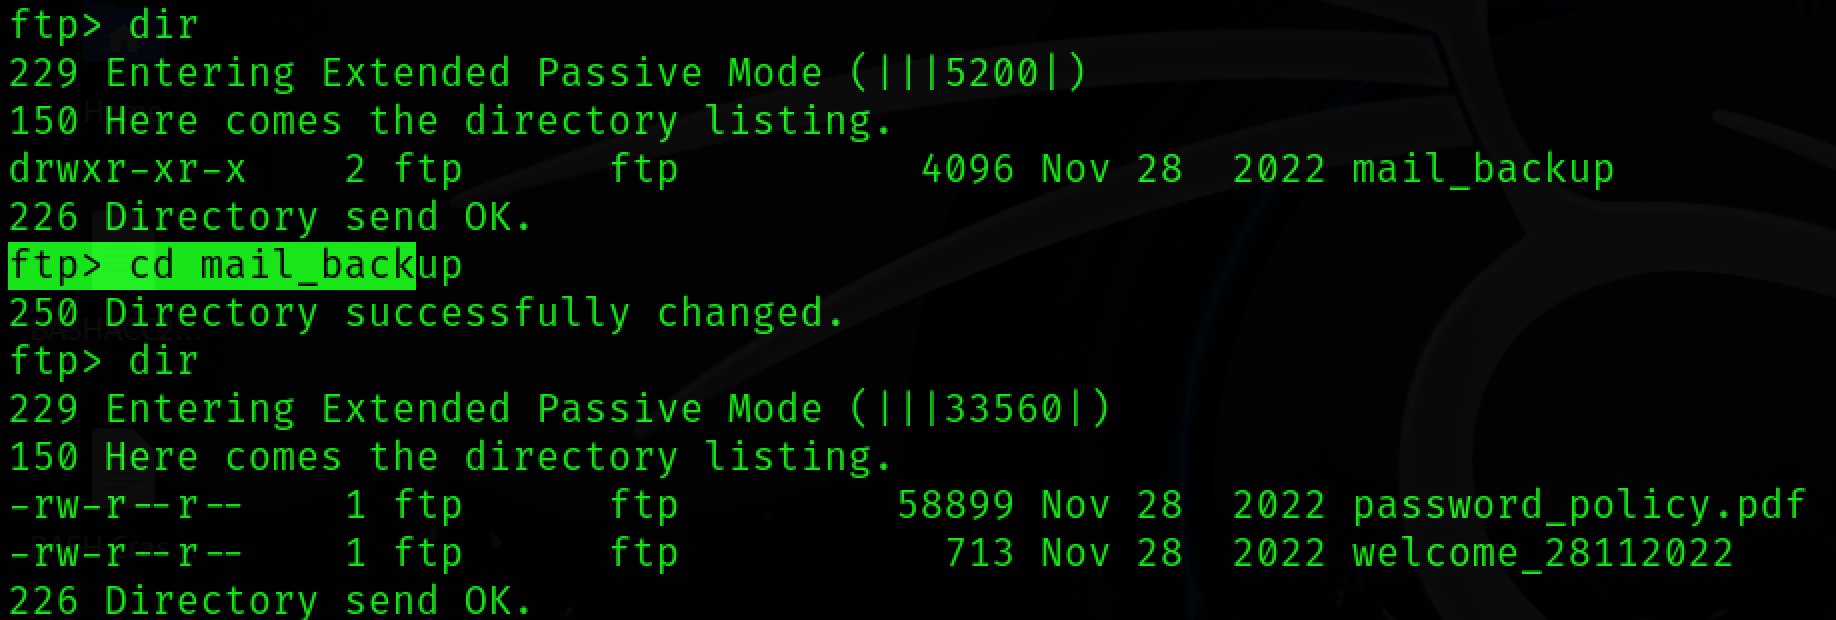 ftp> dir
229 Entering Extended Passive Mode (|||5200|)
150 Here comes the directory listing.
drwxr-xr-x    2 ftp      ftp          4096 Nov 28  2022 mail_backup
226 Directory send OK.
ftp> cd mail_backup
250 Directory successfully changed.
ftp> dir
229 Entering Extended Passive Mode (|||33560|)
150 Here comes the directory listing.
-rw-r--r--    1 ftp      ftp         58899 Nov 28  2022 password_policy.pdf
-rw-r--r--    1 ftp      ftp           713 Nov 28  2022 welcome_28112022
226 Directory send OK.